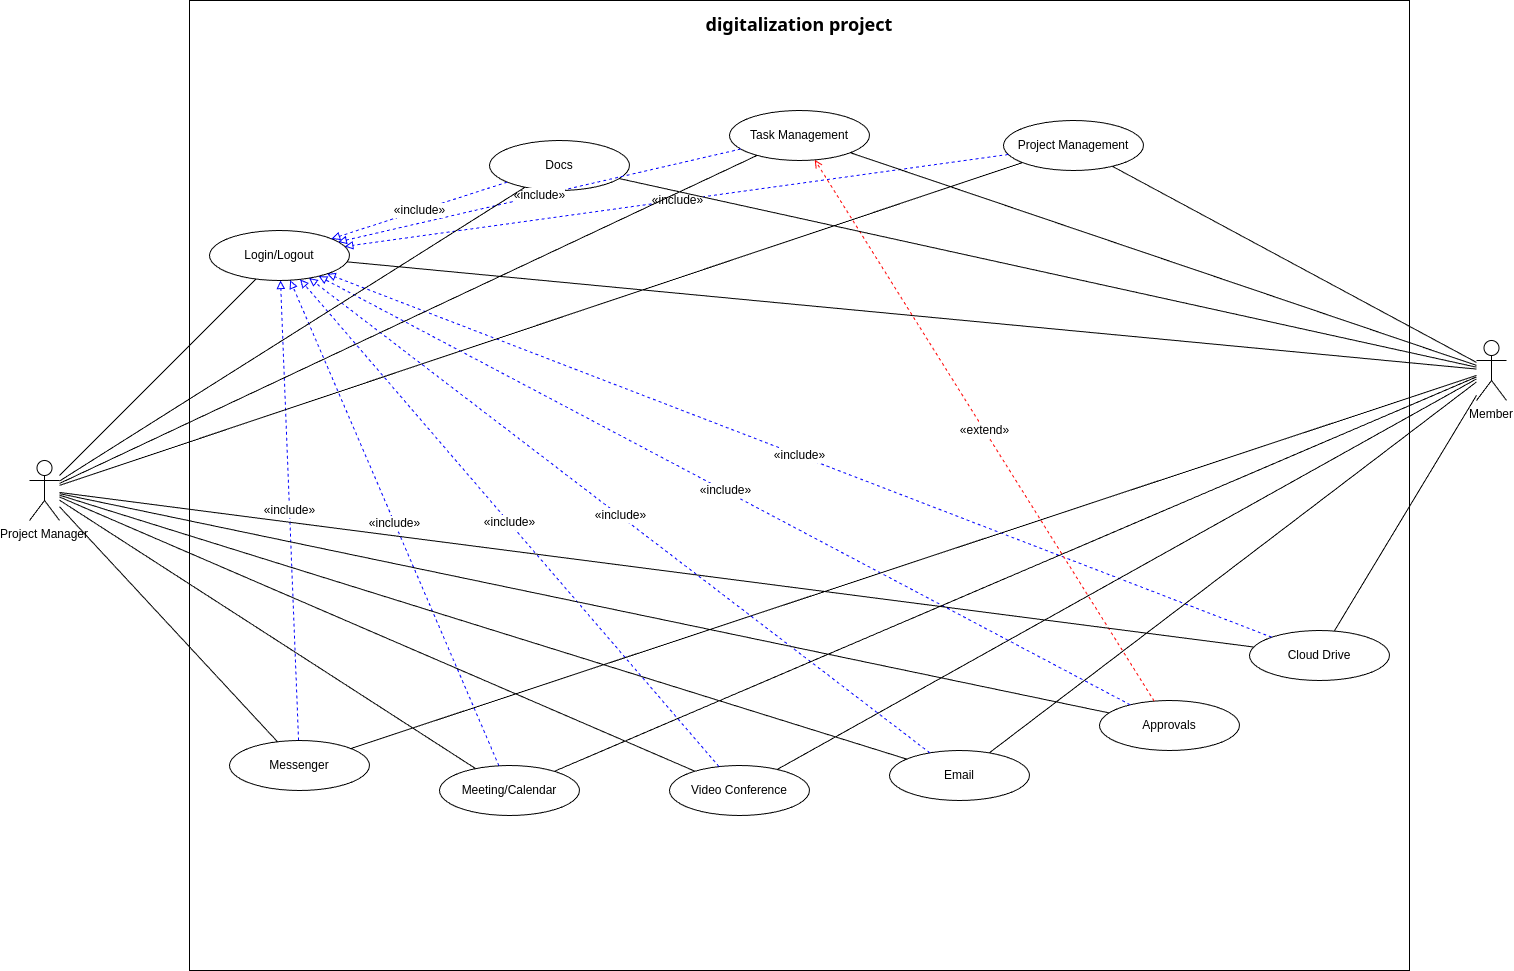 digitalization project
Task Management
Project Management
Docs
«include»
«include»
«include»
Login/Logout
Member
«extend»
«include»
«include»
«include»
«include»
«include»
«include»
Project Manager
Cloud Drive
Approvals
Messenger
Email
Meeting/Calendar
Video Conference